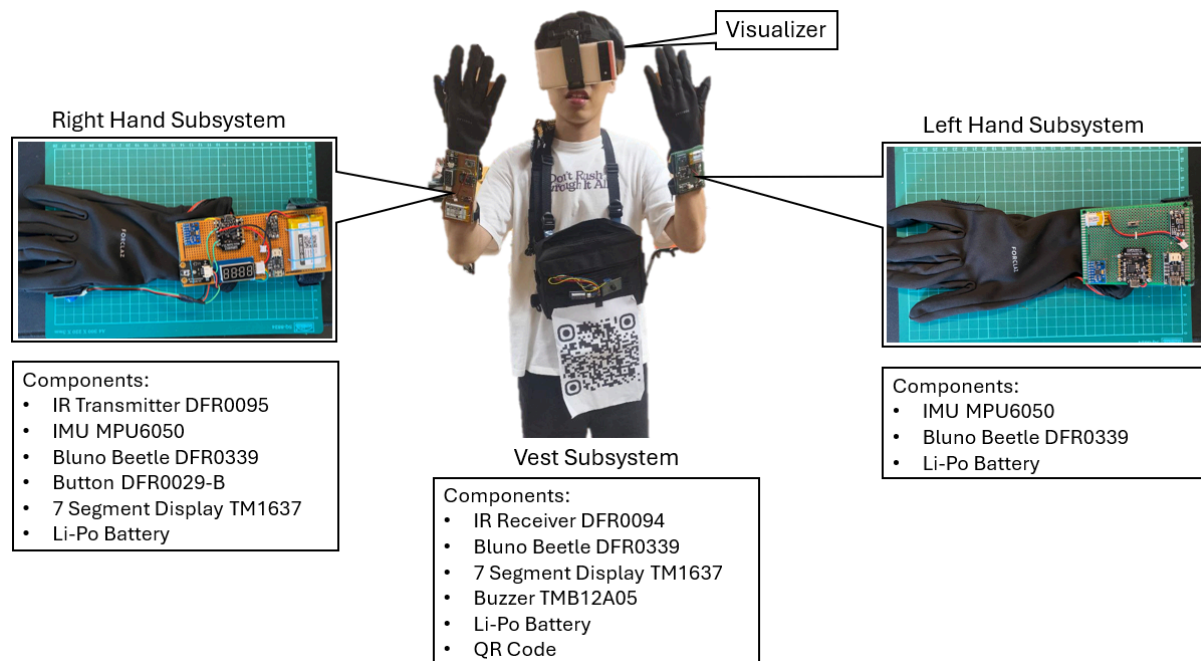 Visualizer
Right Hand Subsystem
Left Hand Subsystem
FORCLAZ
Don't Rush
Through It All
FORCLAZ
Components:
• IR Transmitter DFR0095
• IMU MPU6050
• Bluno Beetle DFR0339
• Button DFR0029-B
• 7 Segment Display TM1637
• Li-Po Battery
Vest Subsystem
Components:
• IR Receiver DFR0094
• Bluno Beetle DFR0339
• 7 Segment Display TM1637
• Buzzer TMB12A05
• Li-Po Battery
• QR Code
Components:
• IMU MPU6050
• Bluno Beetle DFR0339
• Li-Po Battery